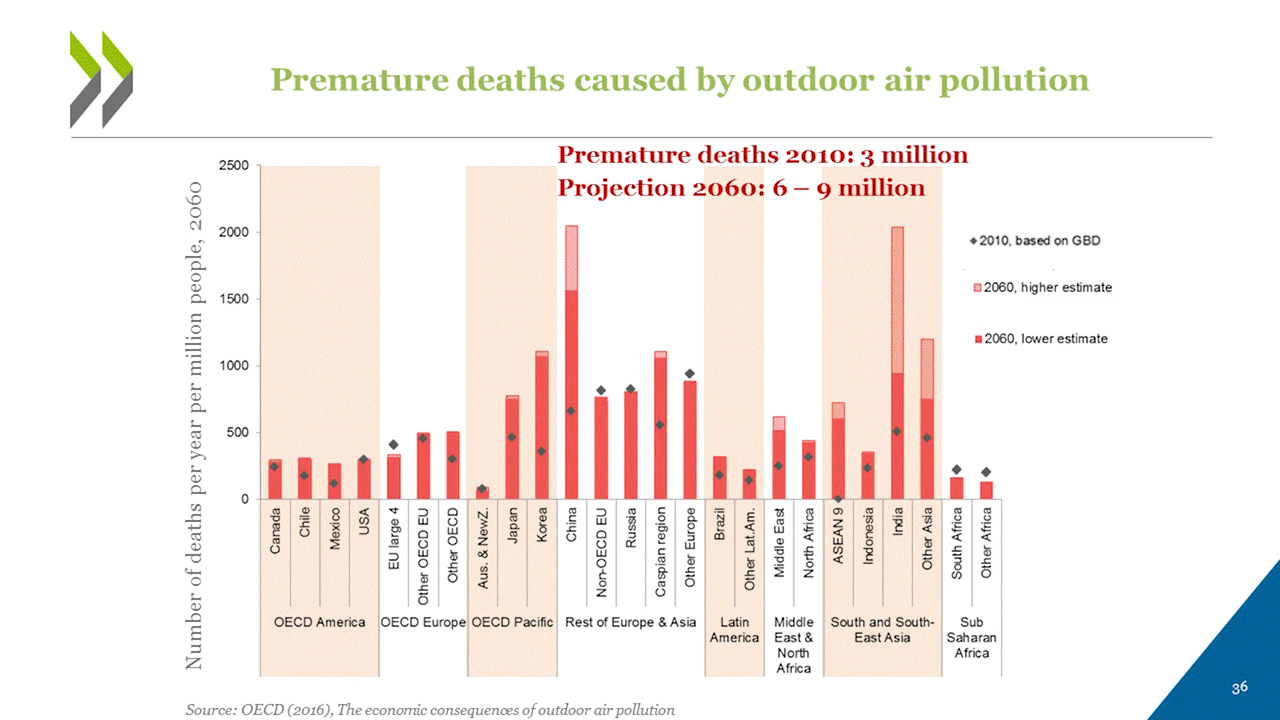 Premature deaths caused by outdoor air pollution
Premature deaths 2010: 3 million
Projection 2060: 6 – 9 million
Number of deaths per year per million people, 2060
2500
2000
1500
1000
500
0
2010, based on GBD
2060, higher estimate
2060, lower estimate
Canada
Chile
Mexico
USA
EU large 4
Other OECD EU
Other OECD
Aus. & NewZ.
Japan
Korea
China
Non-OECD EU
Russia
Caspian region
Other Europe
Brazil
Other Lat.Am.
Middle East
North Africa
ASEAN 9
Indonesia
India
Other Asia
South Africa
Other Africa
OECD America
OECD Europe
OECD Pacific
Rest of Europe & Asia
Latin
America
Middle
East &
North
Africa
South and South-
East Asia
Sub
Saharan
Africa
36
Source: OECD (2016), The economic consequences of outdoor air pollution